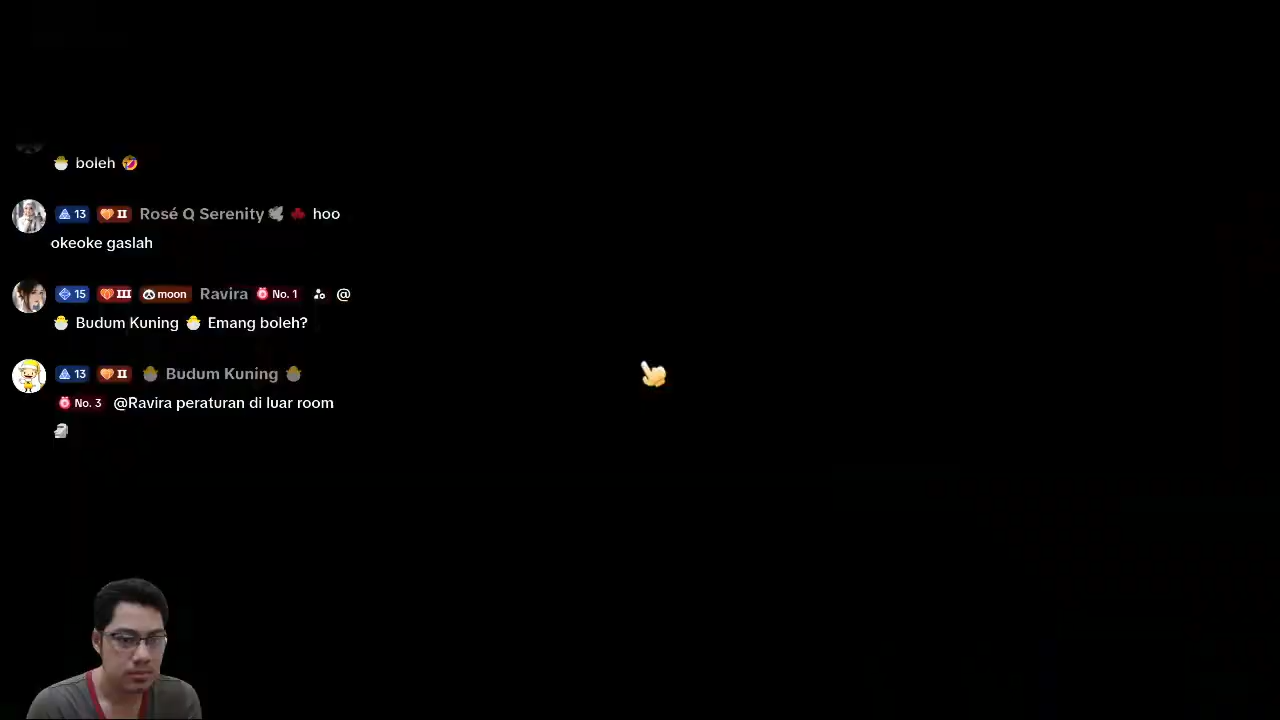 🐣 boleh 🤣
13 II Rosé Q Serenity 🕊 ♣ hoo
okeoke gaslah
15 III moon Ravira No. 1 @
🐣 Budum Kuning 🐣 Emang boleh?
13 II 🐣 Budum Kuning 🐣
No. 3 @Ravira peraturan di luar room
🗿